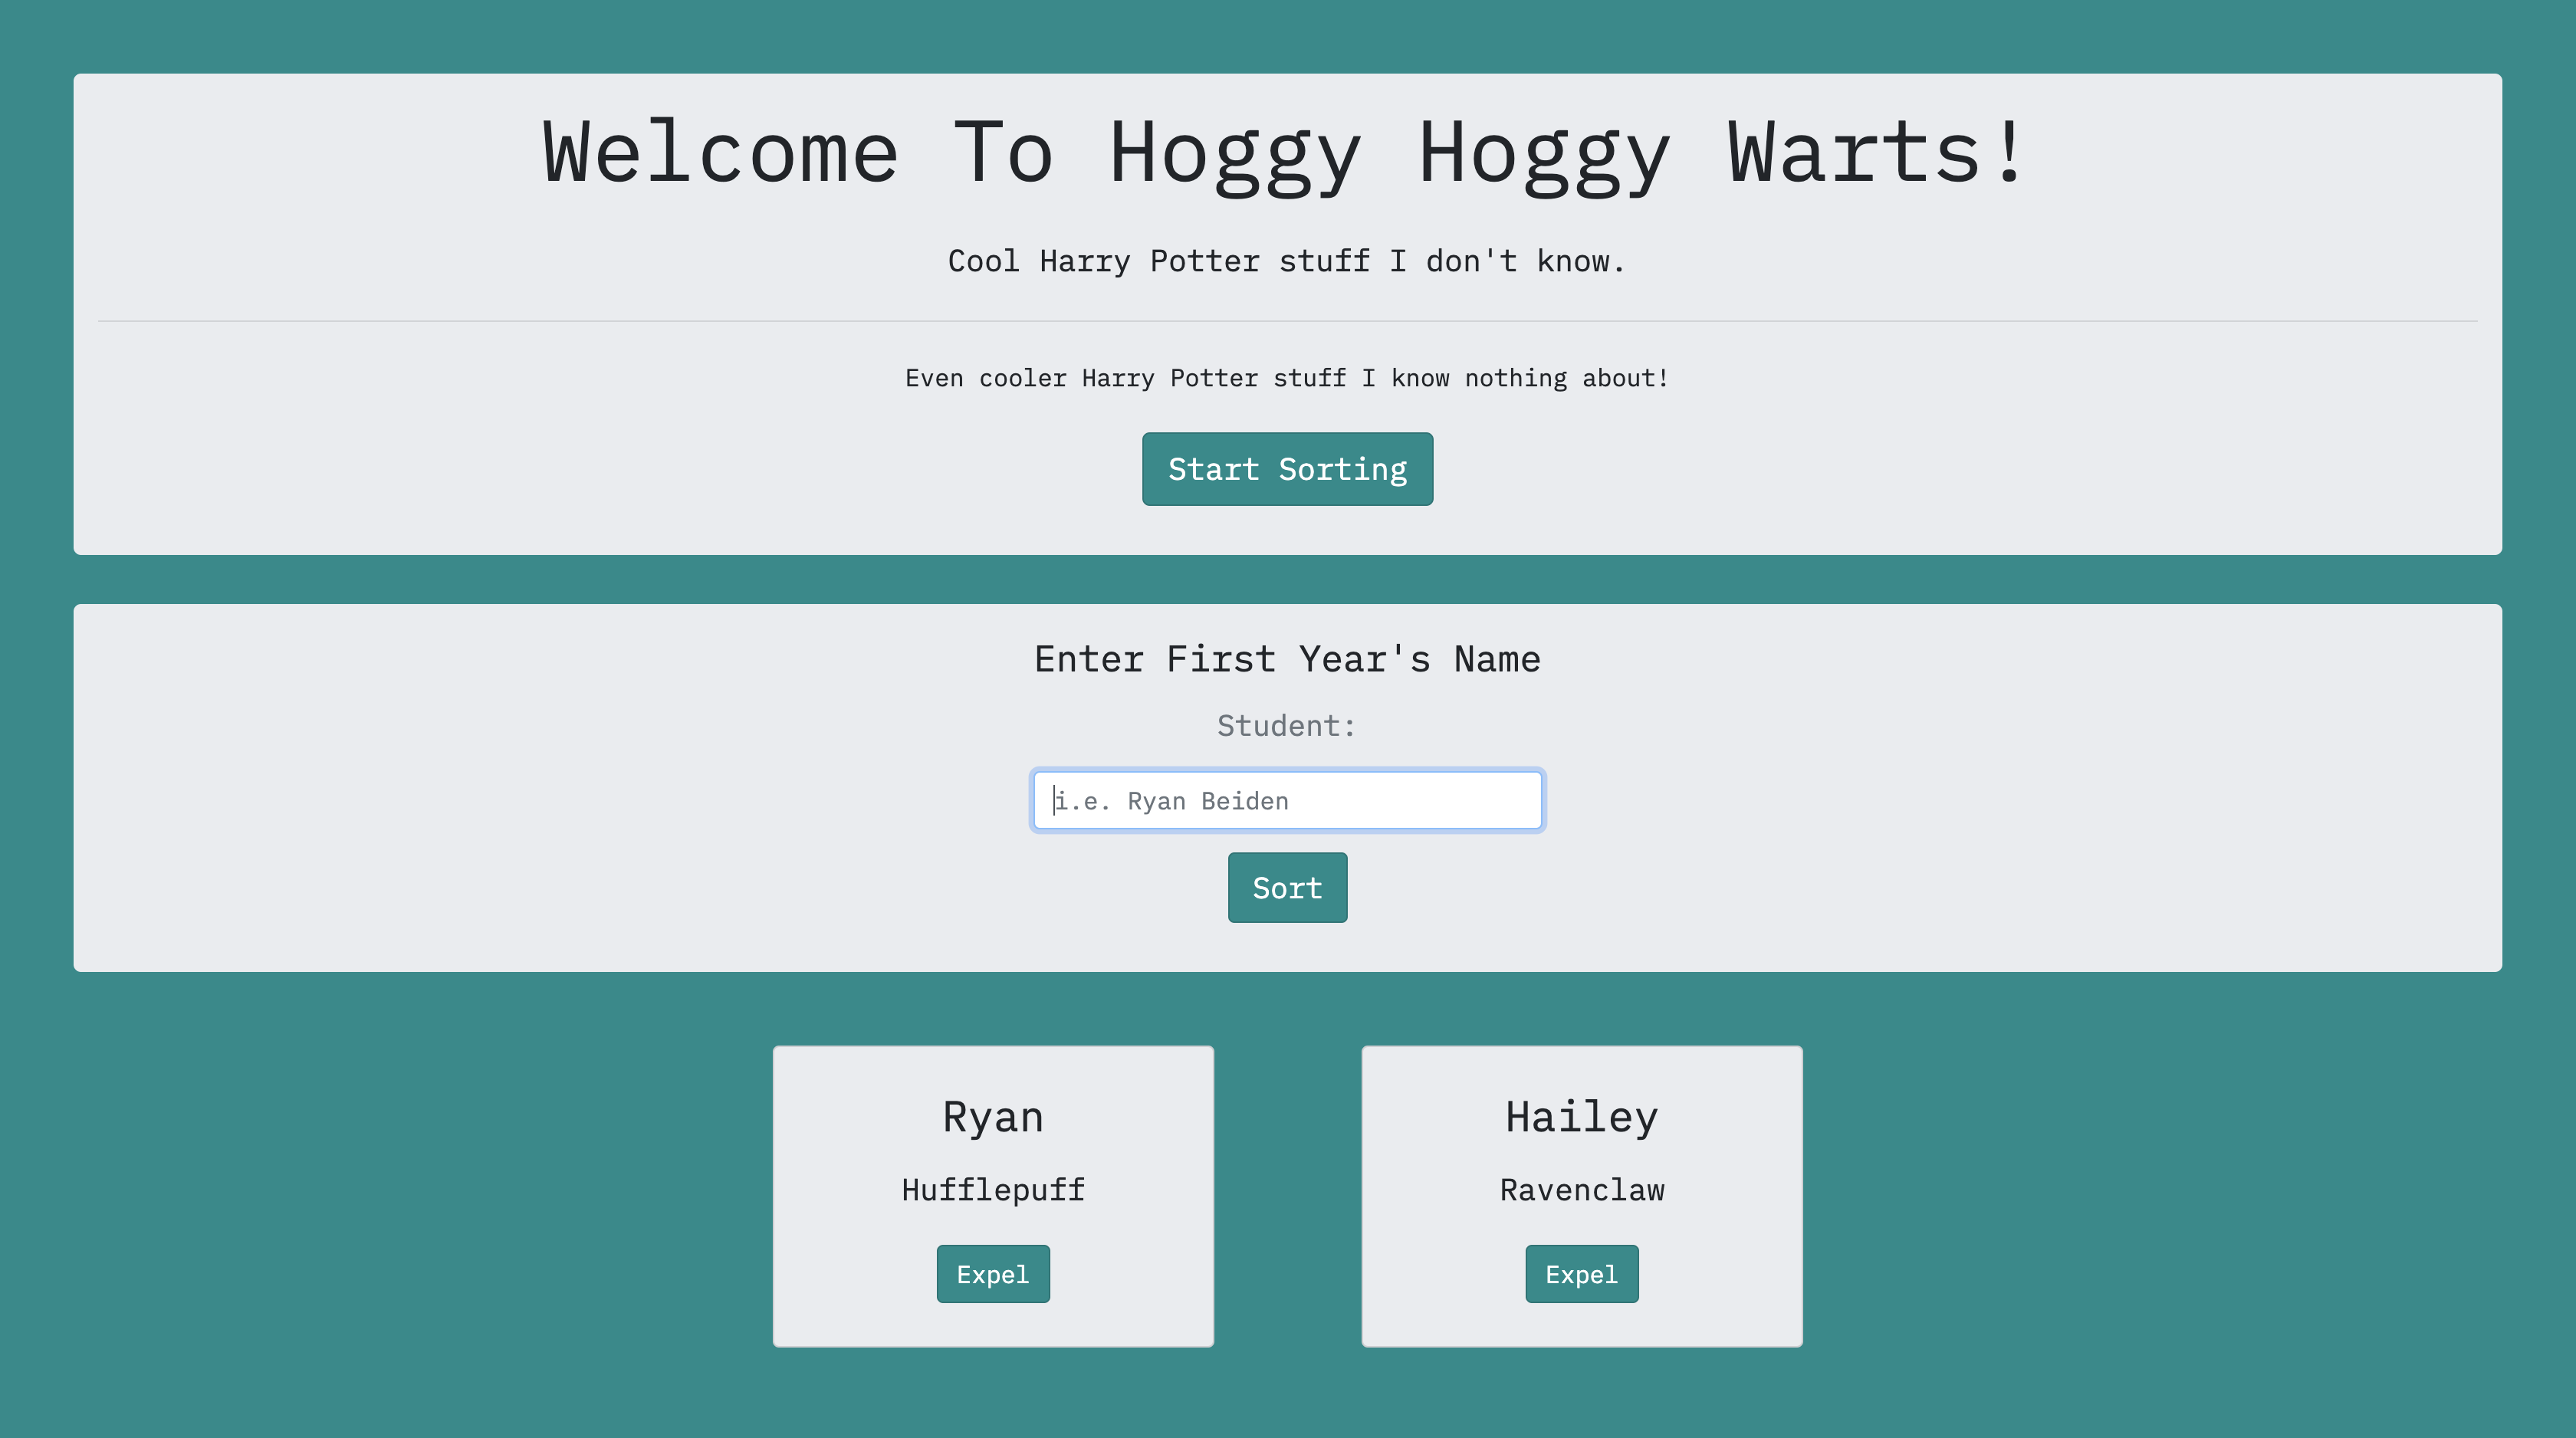 Welcome To Hoggy Hoggy Warts!
Cool Harry Potter stuff I don't know.
Even cooler Harry Potter stuff I know nothing about!
Start Sorting
Enter First Year's Name
Student:
i.e. Ryan Beiden
Sort
Ryan
Hufflepuff
Expel
Hailey
Ravenclaw
Expel